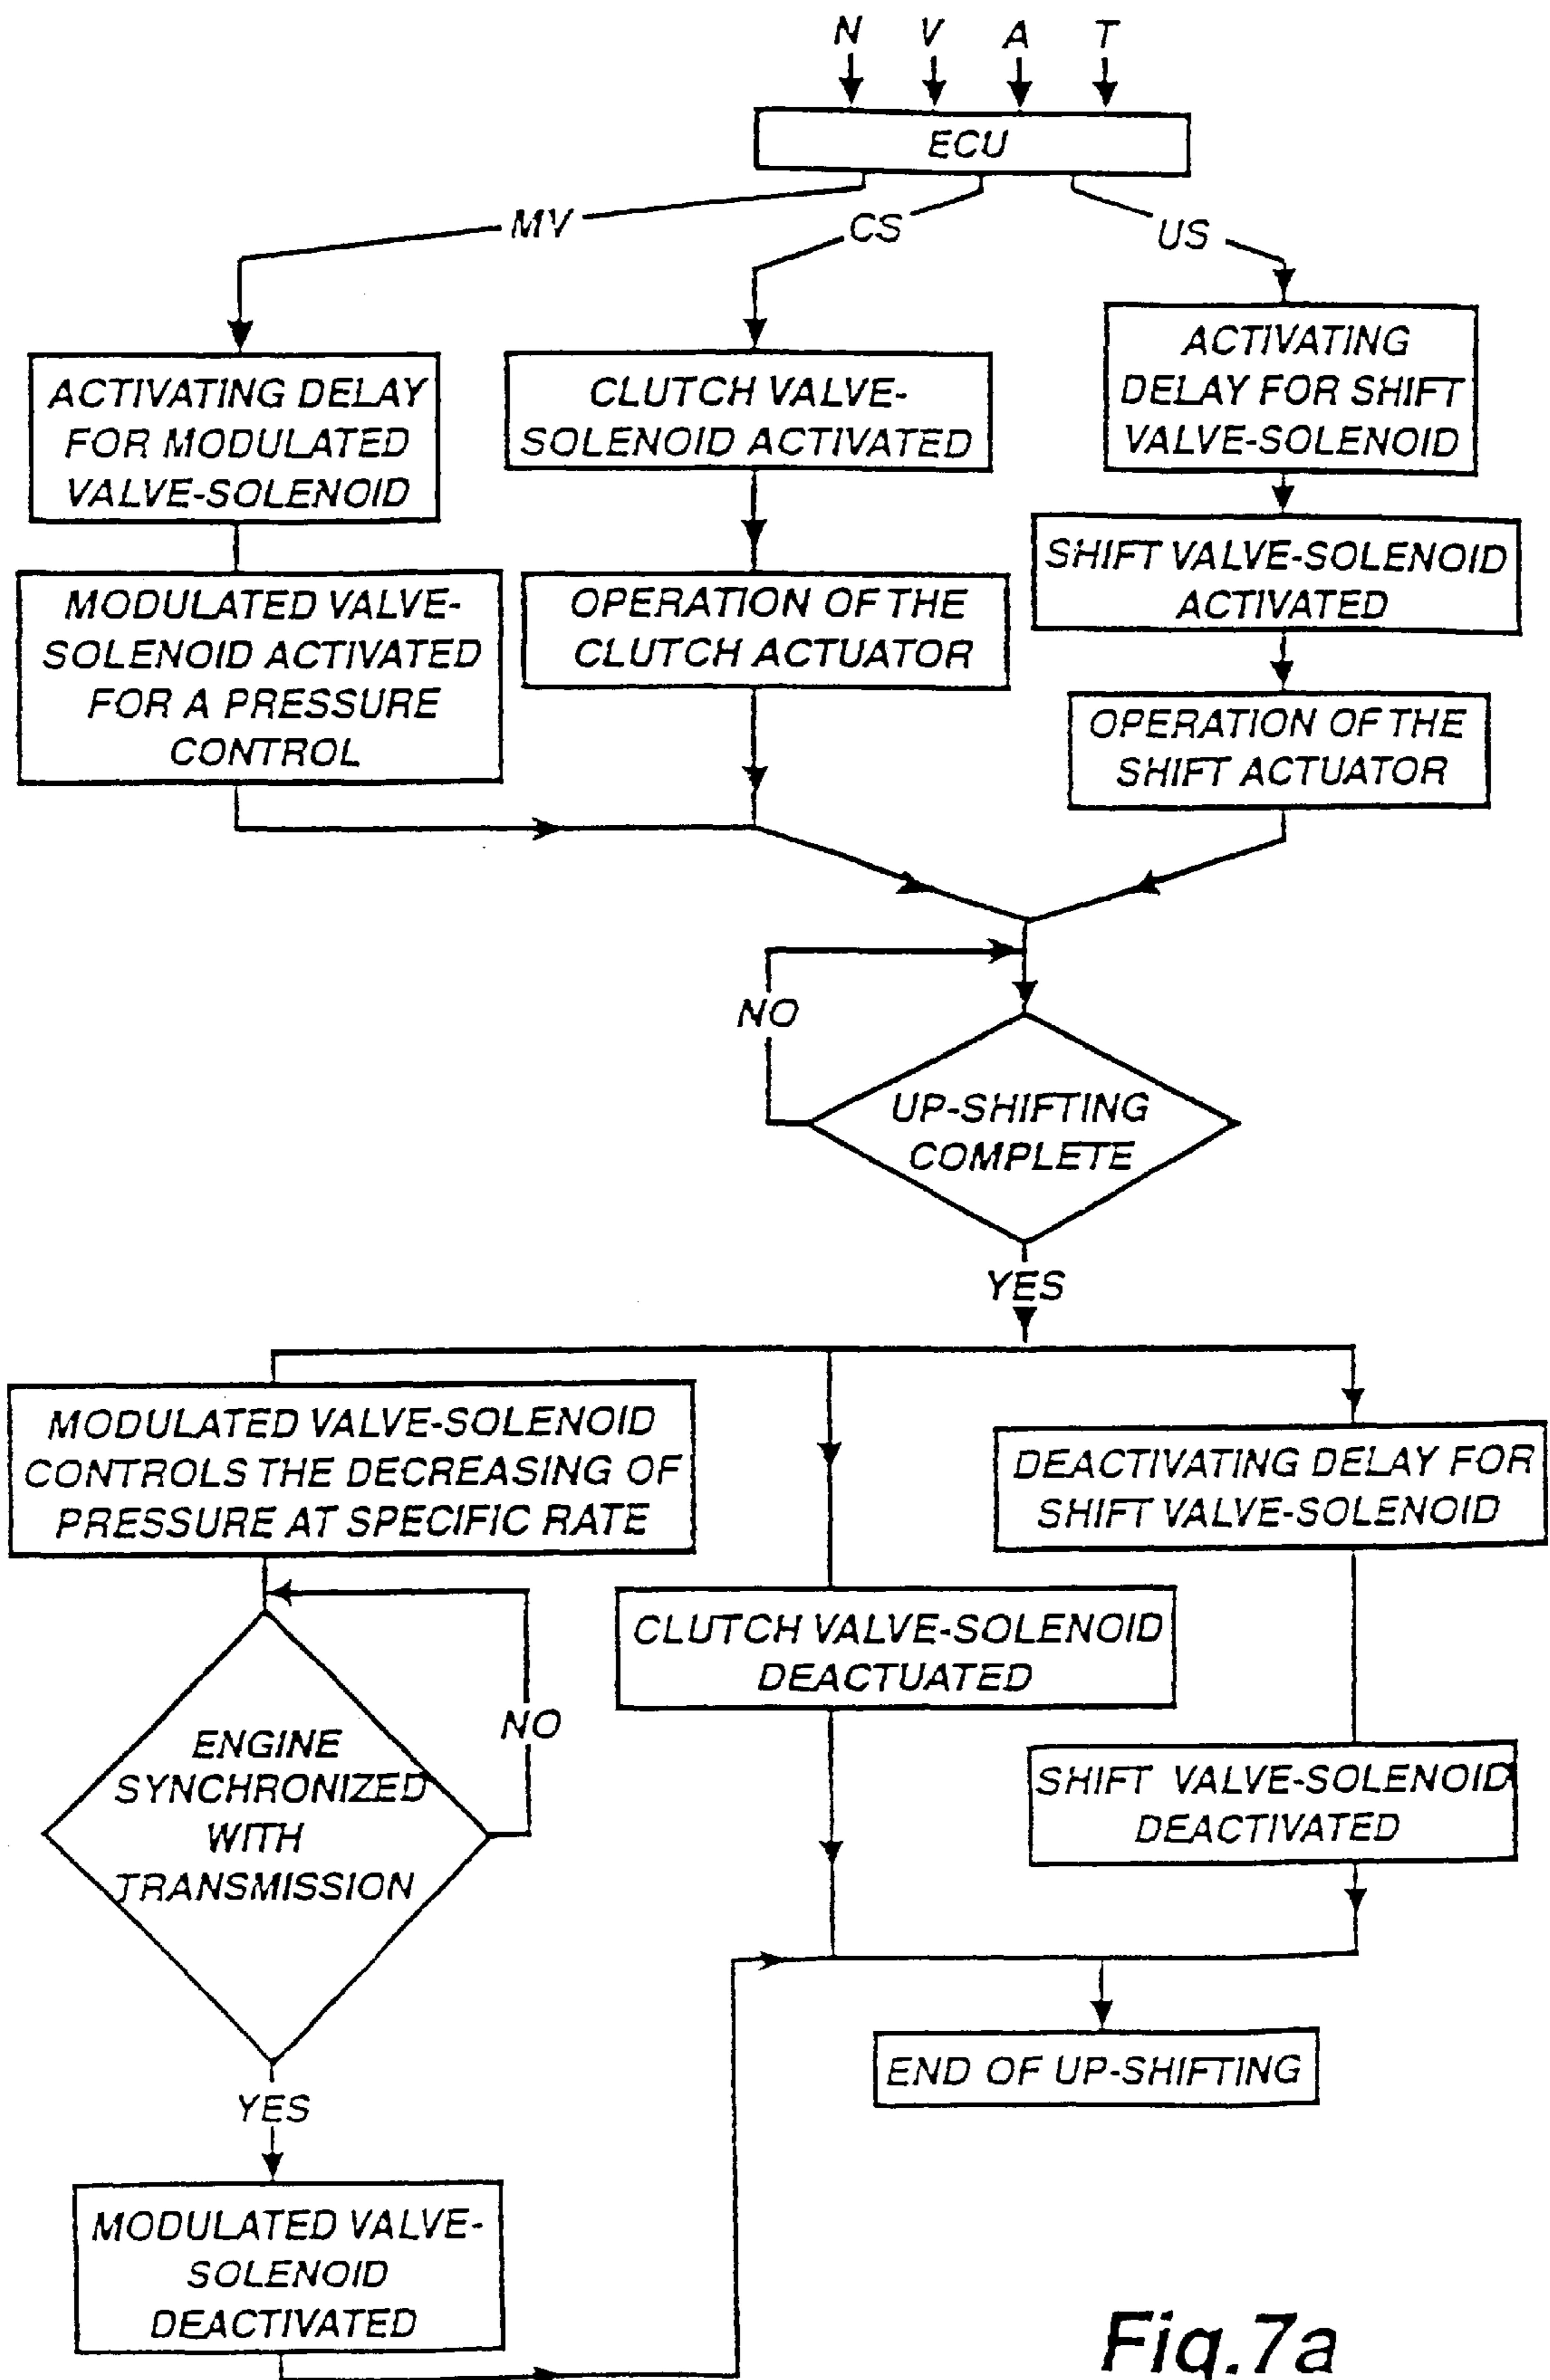 N V A T
ECU
MV CS US
ACTIVATING DELAY
FOR MODULATED
VALVE-SOLENOID
CLUTCH VALVE-
SOLENOID ACTIVATED
ACTIVATING
DELAY FOR SHIFT
VALVE-SOLENOID
MODULATED VALVE-
SOLENOID ACTIVATED
FOR A PRESSURE
CONTROL
OPERATION OF THE
CLUTCH ACTUATOR
SHIFT VALVE-SOLENOID
ACTIVATED
OPERATION OF THE
SHIFT ACTUATOR
NO
UP-SHIFTING
COMPLETE
YES
MODULATED VALVE-SOLENOID
CONTROLS THE DECREASING OF
PRESSURE AT SPECIFIC RATE
DEACTIVATING DELAY FOR
SHIFT VALVE-SOLENOID
CLUTCH VALVE-SOLENOID
DEACTUATED
NO
ENGINE
SYNCHRONIZED
WITH
TRANSMISSION
SHIFT VALVE-SOLENOID
DEACTIVATED
END OF UP-SHIFTING
YES
MODULATED VALVE-
SOLENOID
DEACTIVATED
Fig.7a